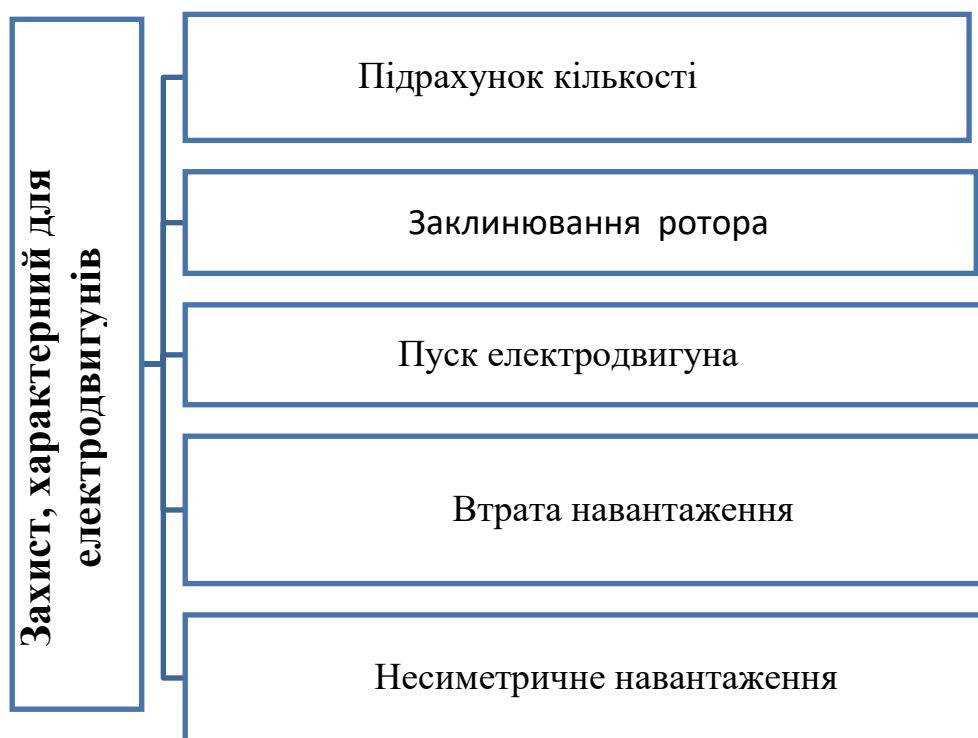 Захист, характерний для
електродвигунів
Підрахунок кількості
Заклинювання ротора
Пуск електродвигуна
Втрата навантаження
Несиметричне навантаження